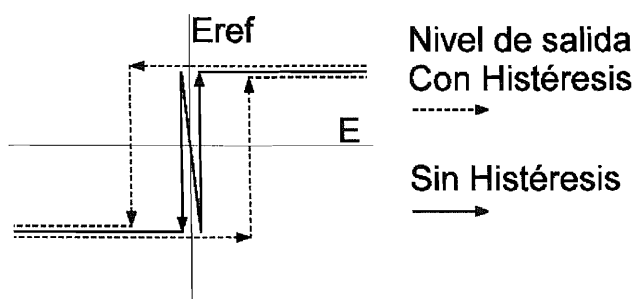 Eref
E
Nivel de salida
Con Histéresis
Sin Histéresis